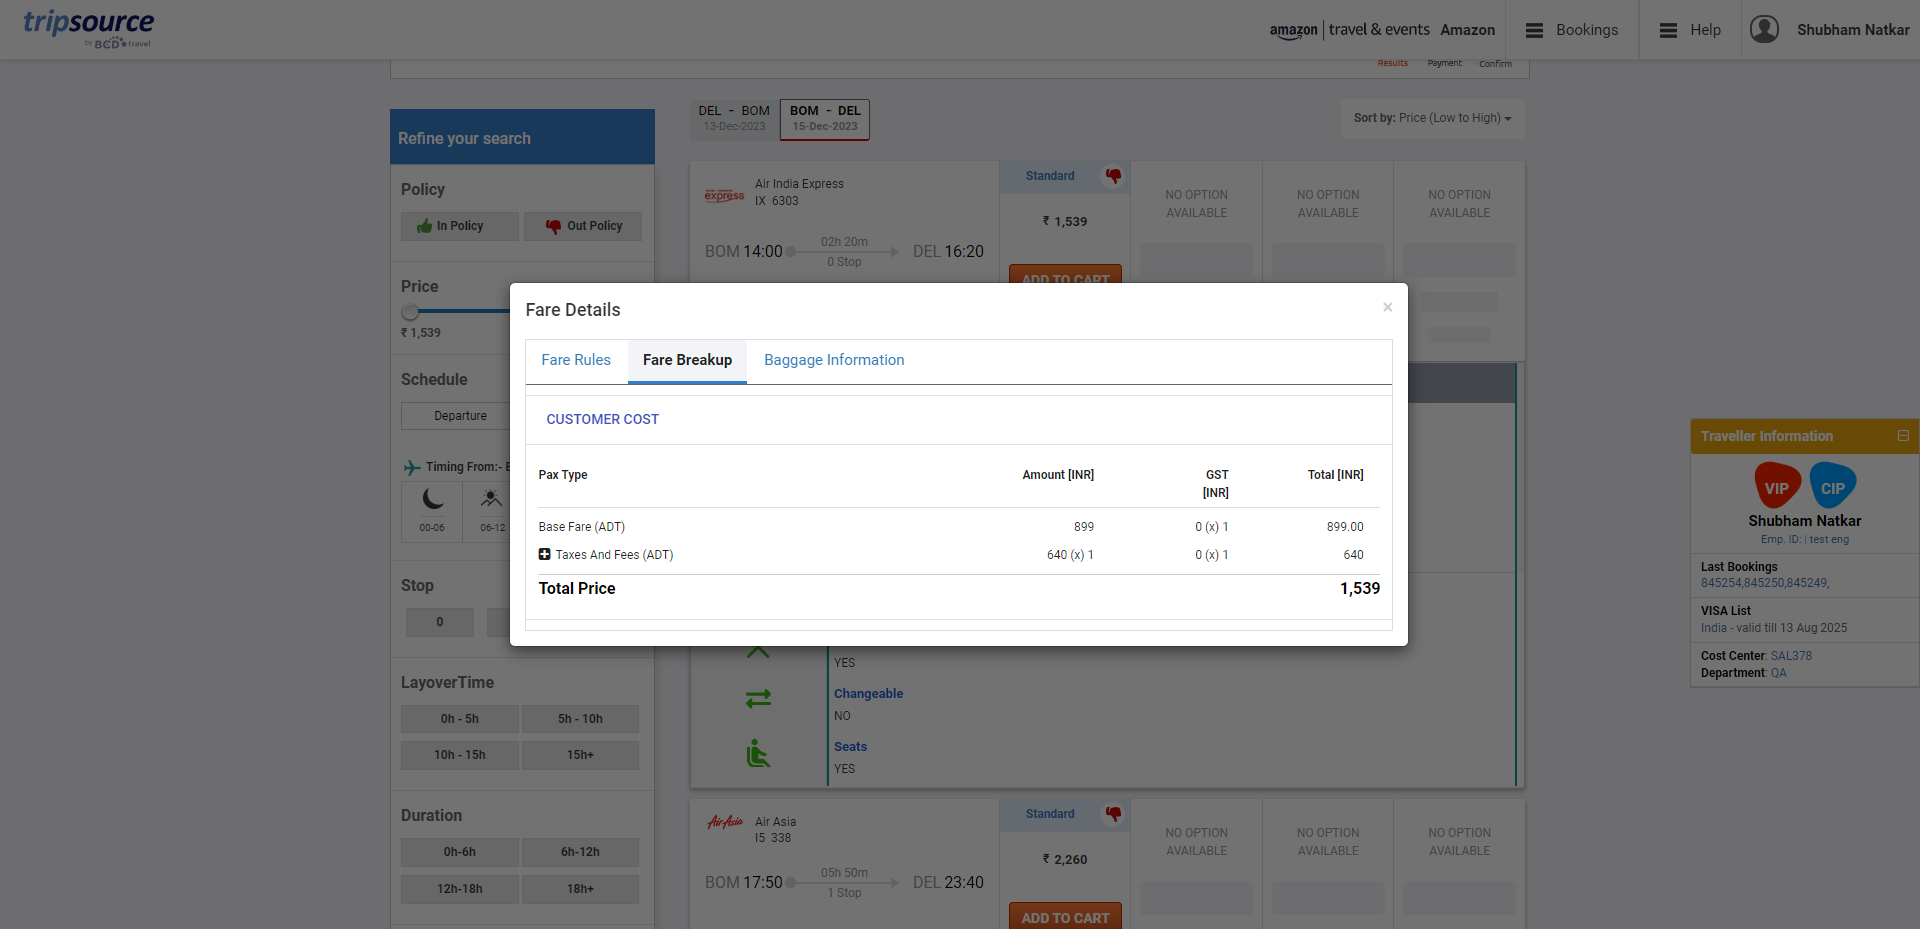 tripsource
by BCD travel
amazon | travel & events Amazon
Bookings
Help
Shubham Natkar
Results Payment Confirm
Refine your search
Policy
In Policy Out Policy
Price
₹ 1,539
Schedule
Departure
Timing From:-
00-06 06-12
Stop
0
LayoverTime
0h - 5h 5h - 10h
10h - 15h 15h+
Duration
0h-6h 6h-12h
12h-18h 18h+
DEL - BOM
13-Dec-2023
BOM - DEL
15-Dec-2023
Sort by: Price (Low to High)
express
Air India Express
IX 6303
BOM 14:00
02h 20m
0 Stop
DEL 16:20
Standard
₹ 1,539
ADD TO CART
NO OPTION
AVAILABLE
NO OPTION
AVAILABLE
NO OPTION
AVAILABLE
Fare Details
×
Fare Rules Fare Breakup Baggage Information
CUSTOMER COST
Pax Type Amount [INR] GST [INR] Total [INR]
Base Fare (ADT) 899 0 (x) 1 899.00
Taxes And Fees (ADT) 640 (x) 1 0 (x) 1 640
Total Price 1,539
YES
Changeable
NO
Seats
YES
AirAsia
Air Asia
I5 338
BOM 17:50
05h 50m
1 Stop
DEL 23:40
Standard
₹ 2,260
ADD TO CART
NO OPTION
AVAILABLE
NO OPTION
AVAILABLE
NO OPTION
AVAILABLE
Traveller Information
VIP CIP
Shubham Natkar
Emp. ID: | test eng
Last Bookings
845254,845250,845249,
VISA List
India - valid till 13 Aug 2025
Cost Center: SAL378
Department: QA